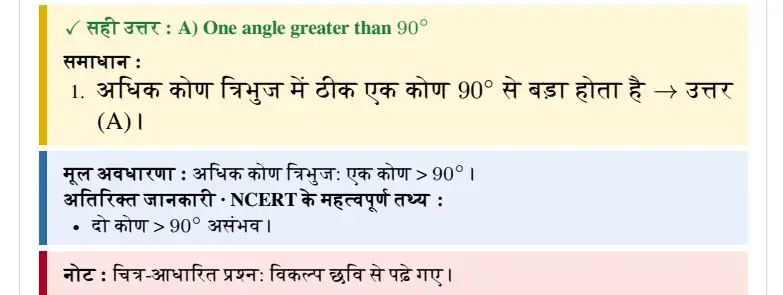 ✓ सही उत्तर : A) One angle greater than 90°
समाधान :
1. अधिक कोण त्रिभुज में ठीक एक कोण 90° से बड़ा होता है → उत्तर
(A)।
मूल अवधारणा : अधिक कोण त्रिभुज: एक कोण > 90°।
अतिरिक्त जानकारी · NCERT के महत्वपूर्ण तथ्य :
• दो कोण > 90° असंभव।
नोट : चित्र-आधारित प्रश्न: विकल्प छवि से पढ़े गए।